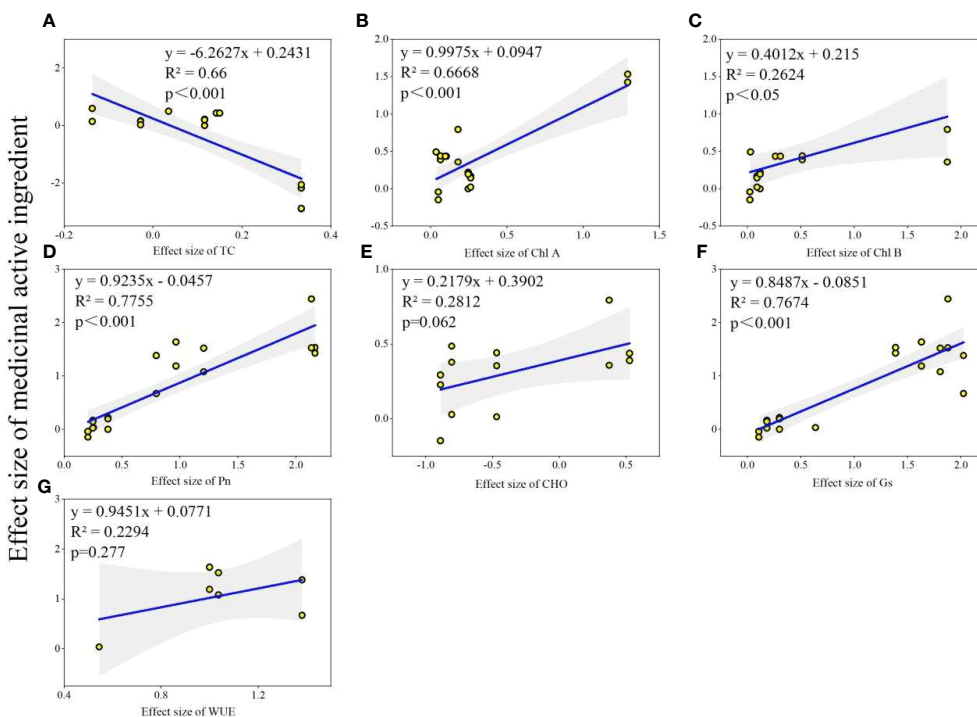 Effect size of medicinal active ingredient
A
y = -6.2627x + 0.2431
R² = 0.66
p<0.001
2
0
-2
-0.2
0.0
0.2
0.4
Effect size of TC
B
y = 0.9975x + 0.0947
R² = 0.6668
p<0.001
2.0
1.5
1.0
0.5
0.0
-0.5
0.0
0.5
1.0
1.5
Effect size of Chl A
C
y = 0.4012x + 0.215
R² = 0.2624
p<0.05
2.0
1.5
1.0
0.5
0.0
-0.5
0.0
0.5
1.0
1.5
2.0
Effect size of Chl B
D
y = 0.9235x - 0.0457
R² = 0.7755
p<0.001
3
2
1
0
0.0
0.5
1.0
1.5
2.0
Effect size of Pn
E
y = 0.2179x + 0.3902
R² = 0.2812
p=0.062
1.0
0.5
0.0
-1.0
-0.5
0.0
0.5
Effect size of CHO
F
y = 0.8487x - 0.0851
R² = 0.7674
p<0.001
3
2
1
0
0.0
0.5
1.0
1.5
2.0
Effect size of Gs
G
y = 0.9451x + 0.0771
R² = 0.2294
p=0.277
3
2
1
0
0.4
0.8
1.2
Effect size of WUE